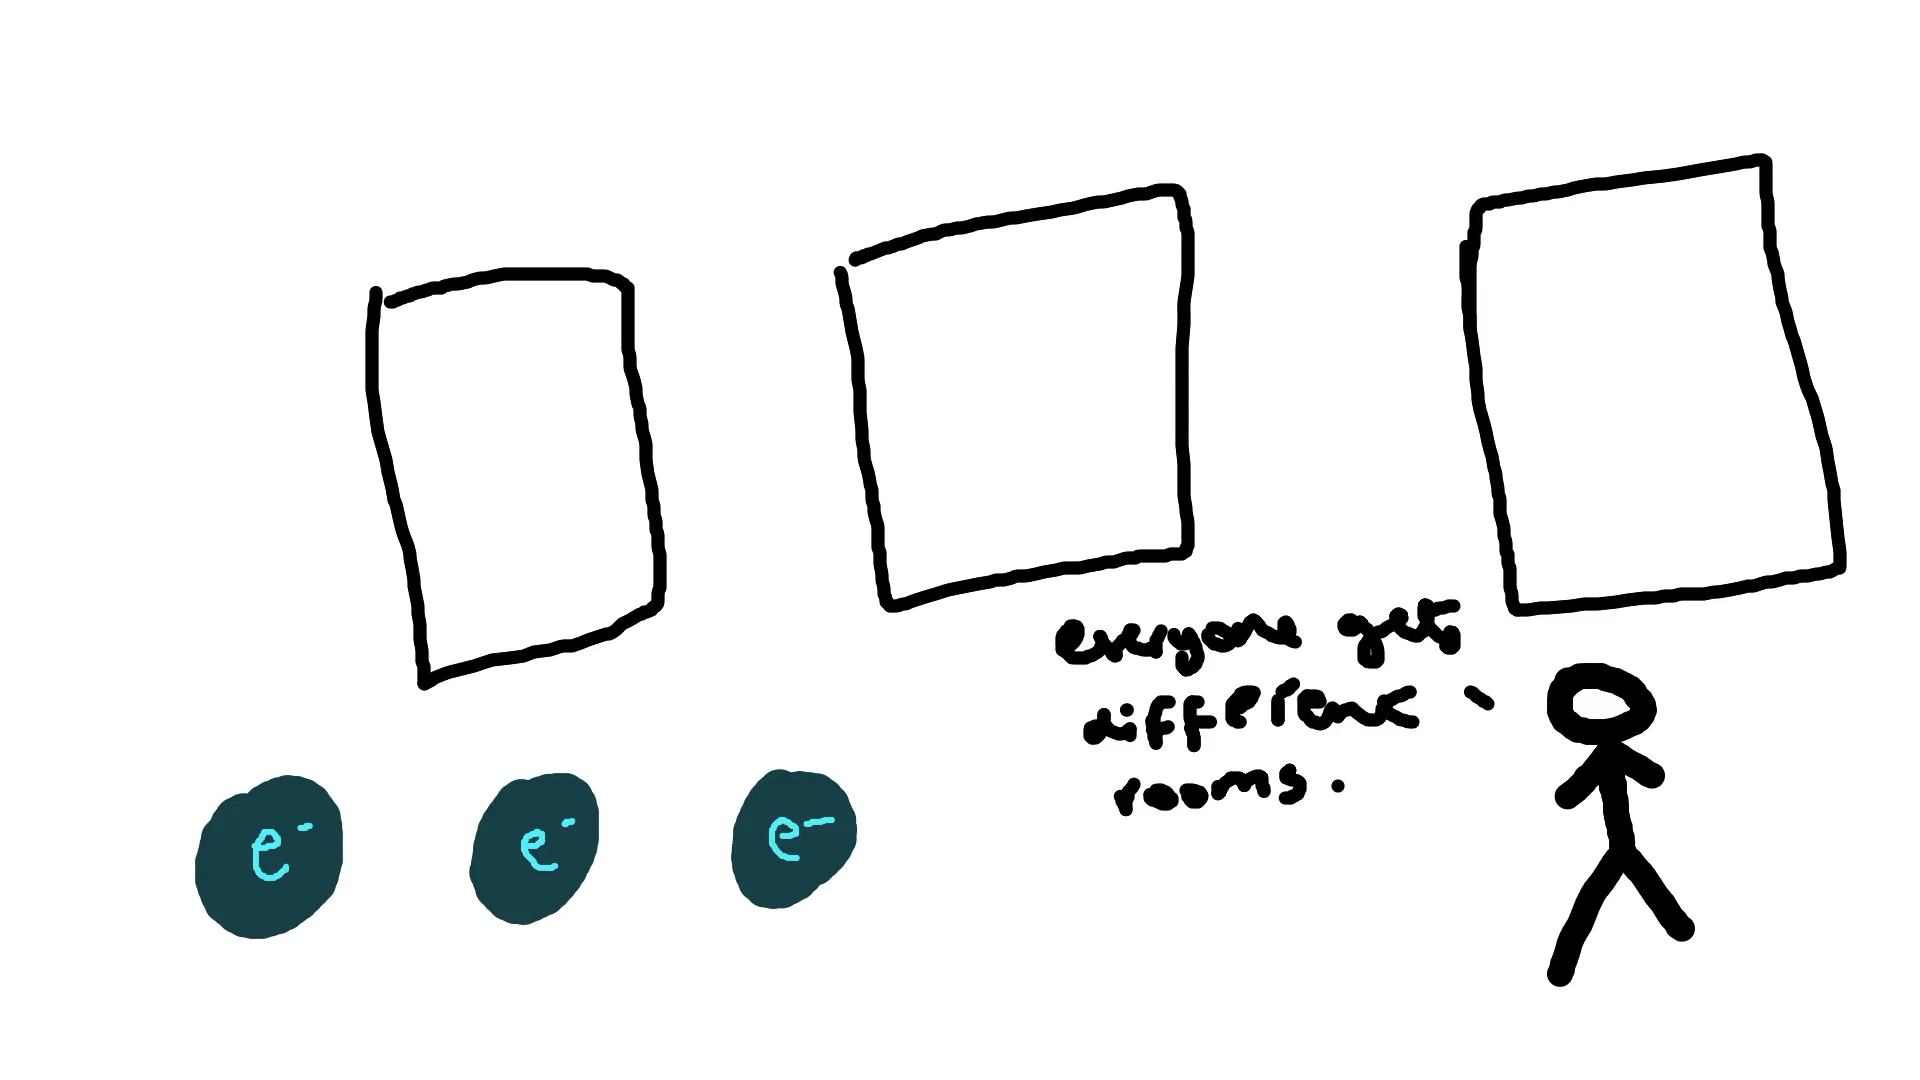 everyone gets
different
rooms.
e⁻ e⁻ e⁻